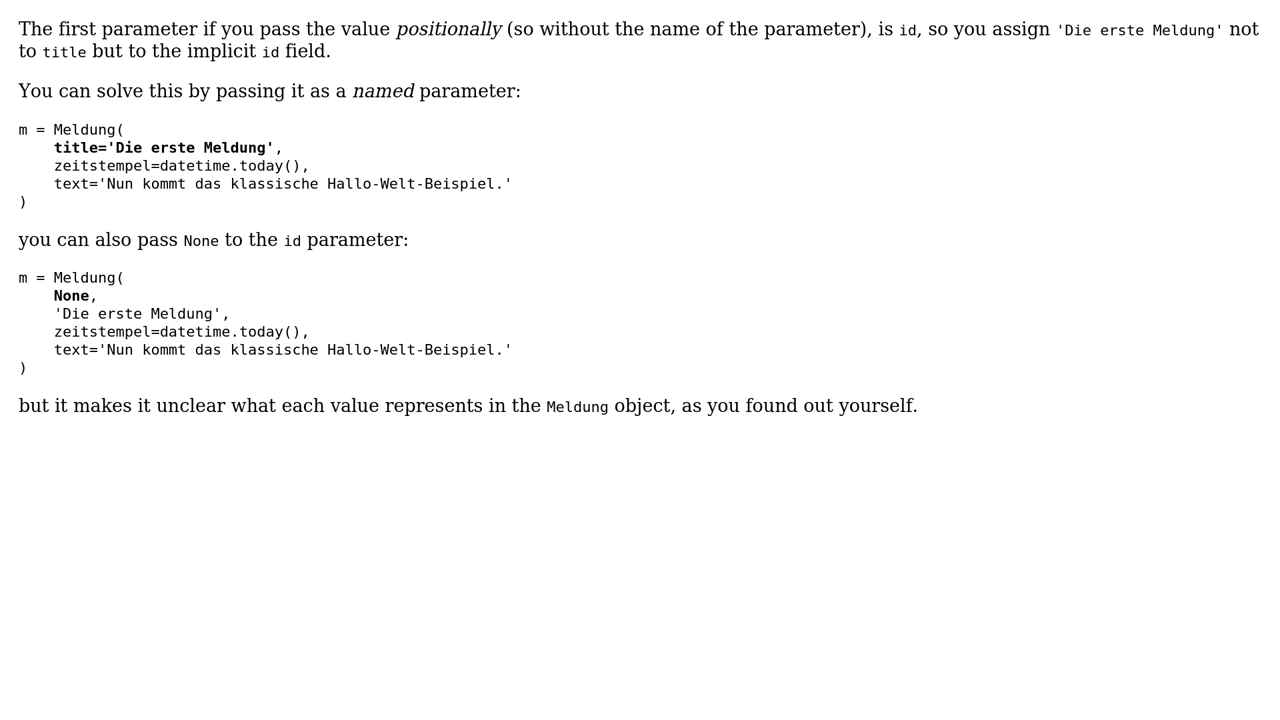 The first parameter if you pass the value positionally (so without the name of the parameter), is id, so you assign 'Die erste Meldung' not
to title but to the implicit id field.
You can solve this by passing it as a named parameter:
m = Meldung(
    title='Die erste Meldung',
    zeitstempel=datetime.today(),
    text='Nun kommt das klassische Hallo-Welt-Beispiel.'
)
you can also pass None to the id parameter:
m = Meldung(
    None,
    'Die erste Meldung',
    zeitstempel=datetime.today(),
    text='Nun kommt das klassische Hallo-Welt-Beispiel.'
)
but it makes it unclear what each value represents in the Meldung object, as you found out yourself.